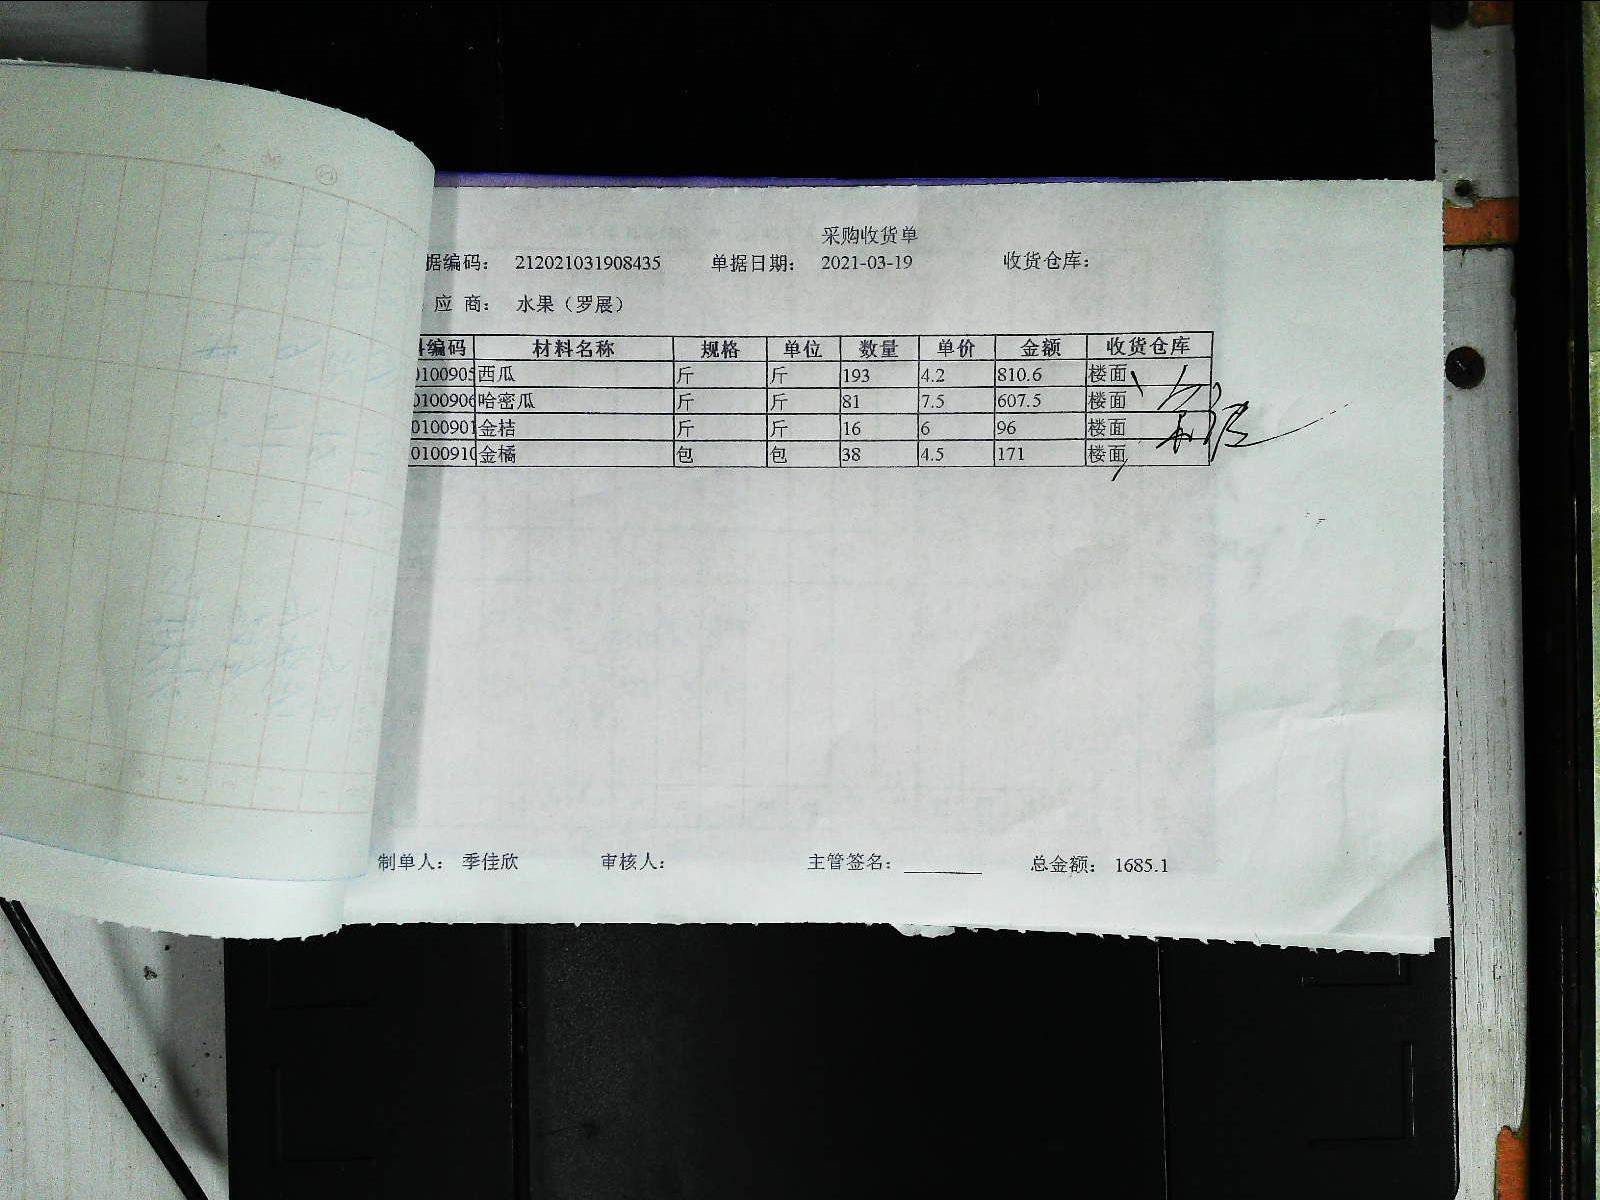 采购收货单
据编码： 212021031908435 单据日期： 2021-03-19 收货仓库：
应 商： 水果（罗展）
编码 材料名称 规格 单位 数量 单价 金额 收货仓库
0100905 西瓜 斤 斤 193 4.2 810.6 楼面
0100906 哈密瓜 斤 斤 81 7.5 607.5 楼面
0100901 金桔 斤 斤 16 6 96 楼面
0100910 金橘 包 包 38 4.5 171 楼面
制单人： 季佳欣 审核人： 主管签名： 总金额： 1685.1